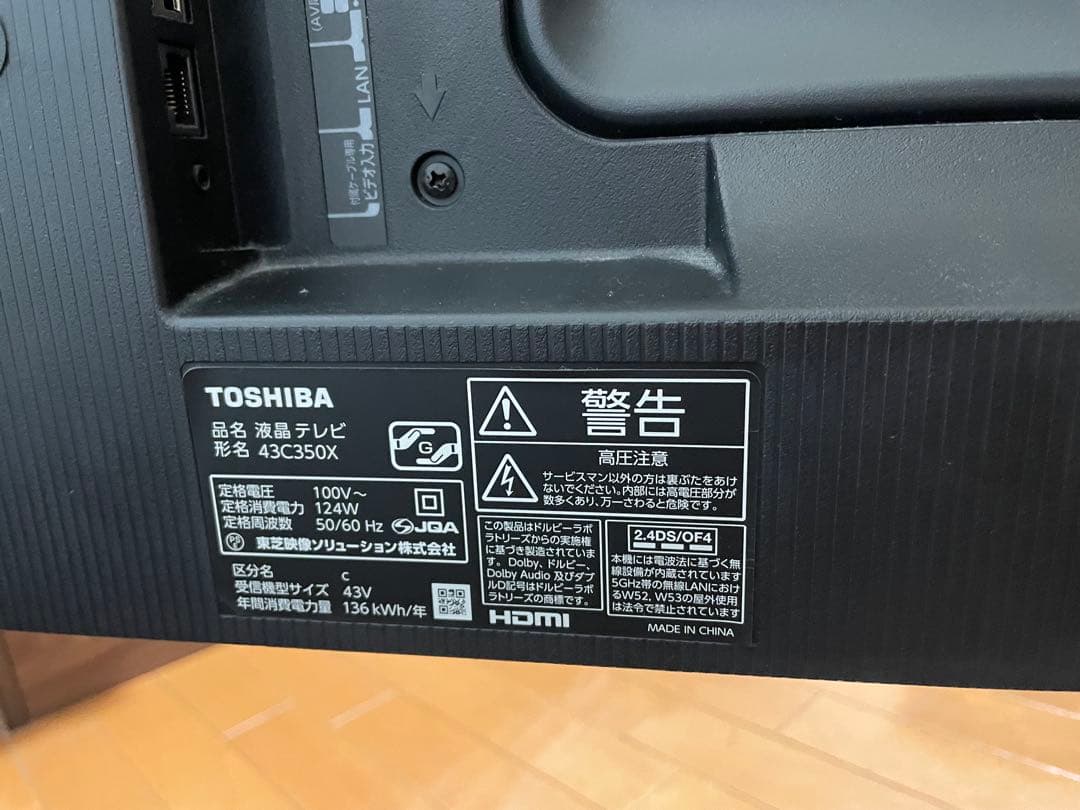 LAN
付属ケーブル専用
ビデオ入力
TOSHIBA
品名 液晶テレビ
形名 43C350X
G
定格電圧 100V～
定格消費電力 124W
定格周波数 50/60 Hz JQA
PS E 東芝映像ソリューション株式会社
区分名 C
受信機型サイズ 43V
年間消費電力量 136 kWh/年
警告
高圧注意
サービスマン以外の方は裏ぶたをあけ
ないでください。内部には高電圧部分が
数多くあり、万一さわると危険です。
この製品はドルビーラボ
ラトリーズからの実施権
に基づき製造されていま
す。Dolby、ドルビー、
Dolby Audio 及びダブ
ルD記号はドルビーラボ
ラトリーズの商標です。
HDMI
2.4DS/OF4
本機には電波法に基づく無
線設備が内蔵されています
5GHz帯の無線LANにおけ
るW52、W53の屋外使用
は法令で禁止されています
MADE IN CHINA